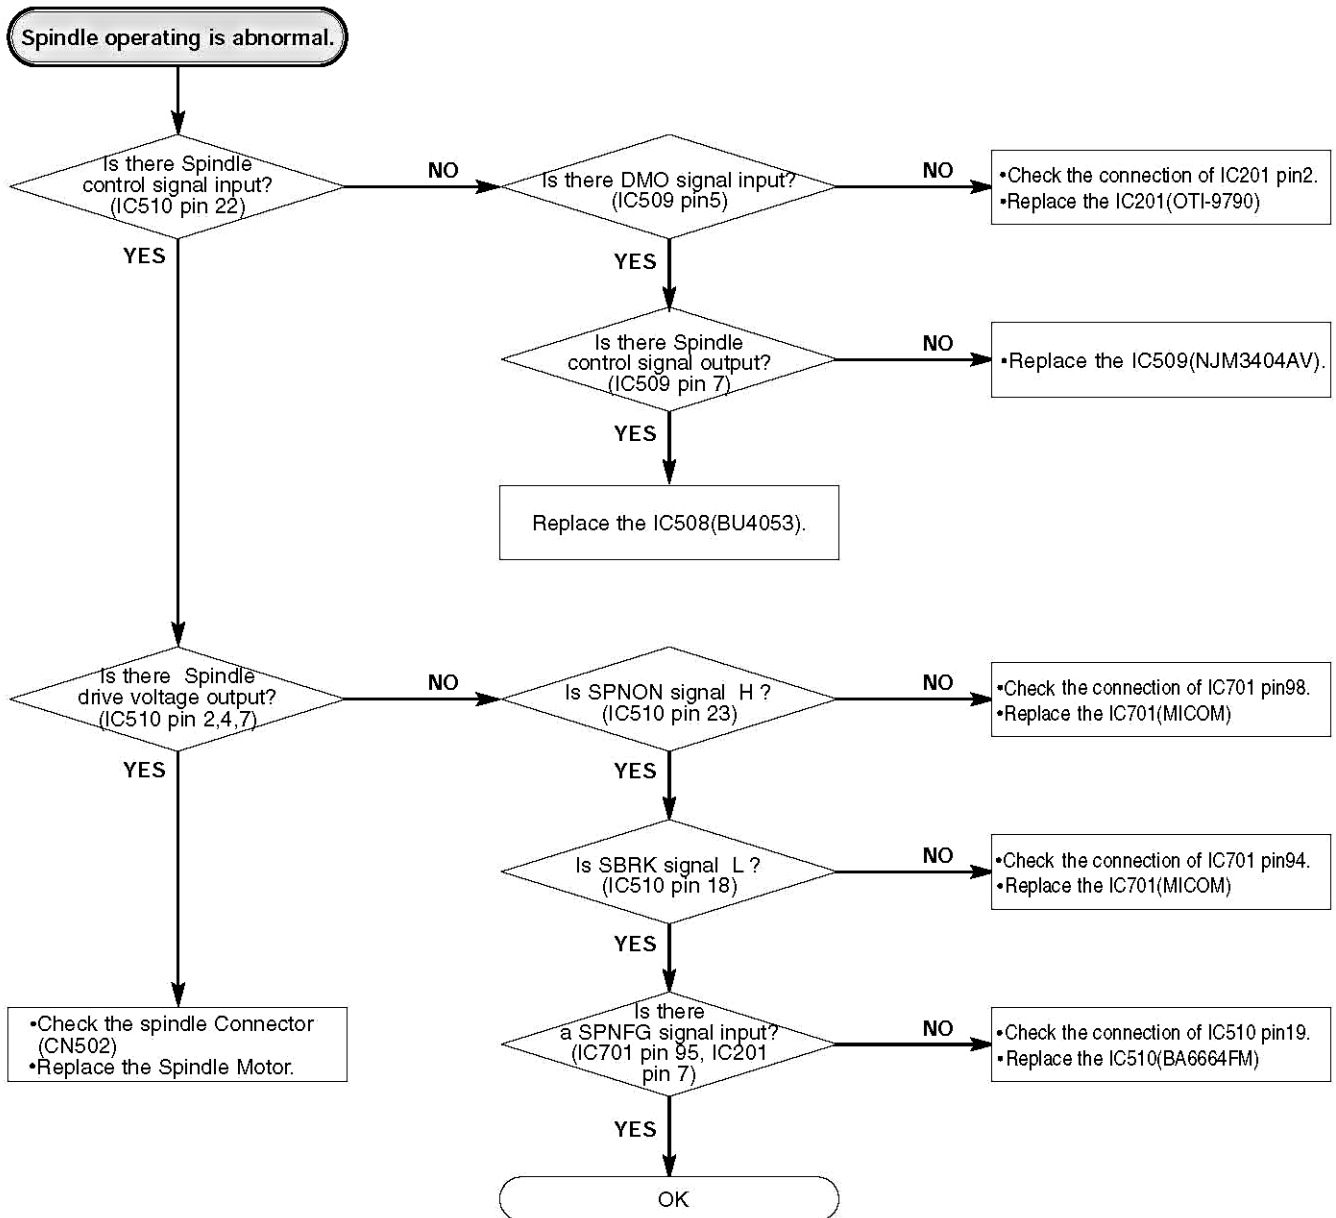 Spindle operating is abnormal.
Is there Spindle
control signal input?
(IC510 pin 22)
NO
YES
Is there DMO signal input?
(IC509 pin5)
NO
YES
•Check the connection of IC201 pin2.
•Replace the IC201(OTI-9790)
Is there Spindle
control signal output?
(IC509 pin 7)
NO
YES
•Replace the IC509(NJM3404AV).
Replace the IC508(BU4053).
Is there Spindle
drive voltage output?
(IC510 pin 2,4,7)
NO
YES
Is SPNON signal H ?
(IC510 pin 23)
NO
YES
•Check the connection of IC701 pin98.
•Replace the IC701(MICOM)
Is SBRK signal L ?
(IC510 pin 18)
NO
YES
•Check the connection of IC701 pin94.
•Replace the IC701(MICOM)
•Check the spindle Connector
(CN502)
•Replace the Spindle Motor.
Is there
a SPNFG signal input?
(IC701 pin 95, IC201
pin 7)
NO
YES
•Check the connection of IC510 pin19.
•Replace the IC510(BA6664FM)
OK